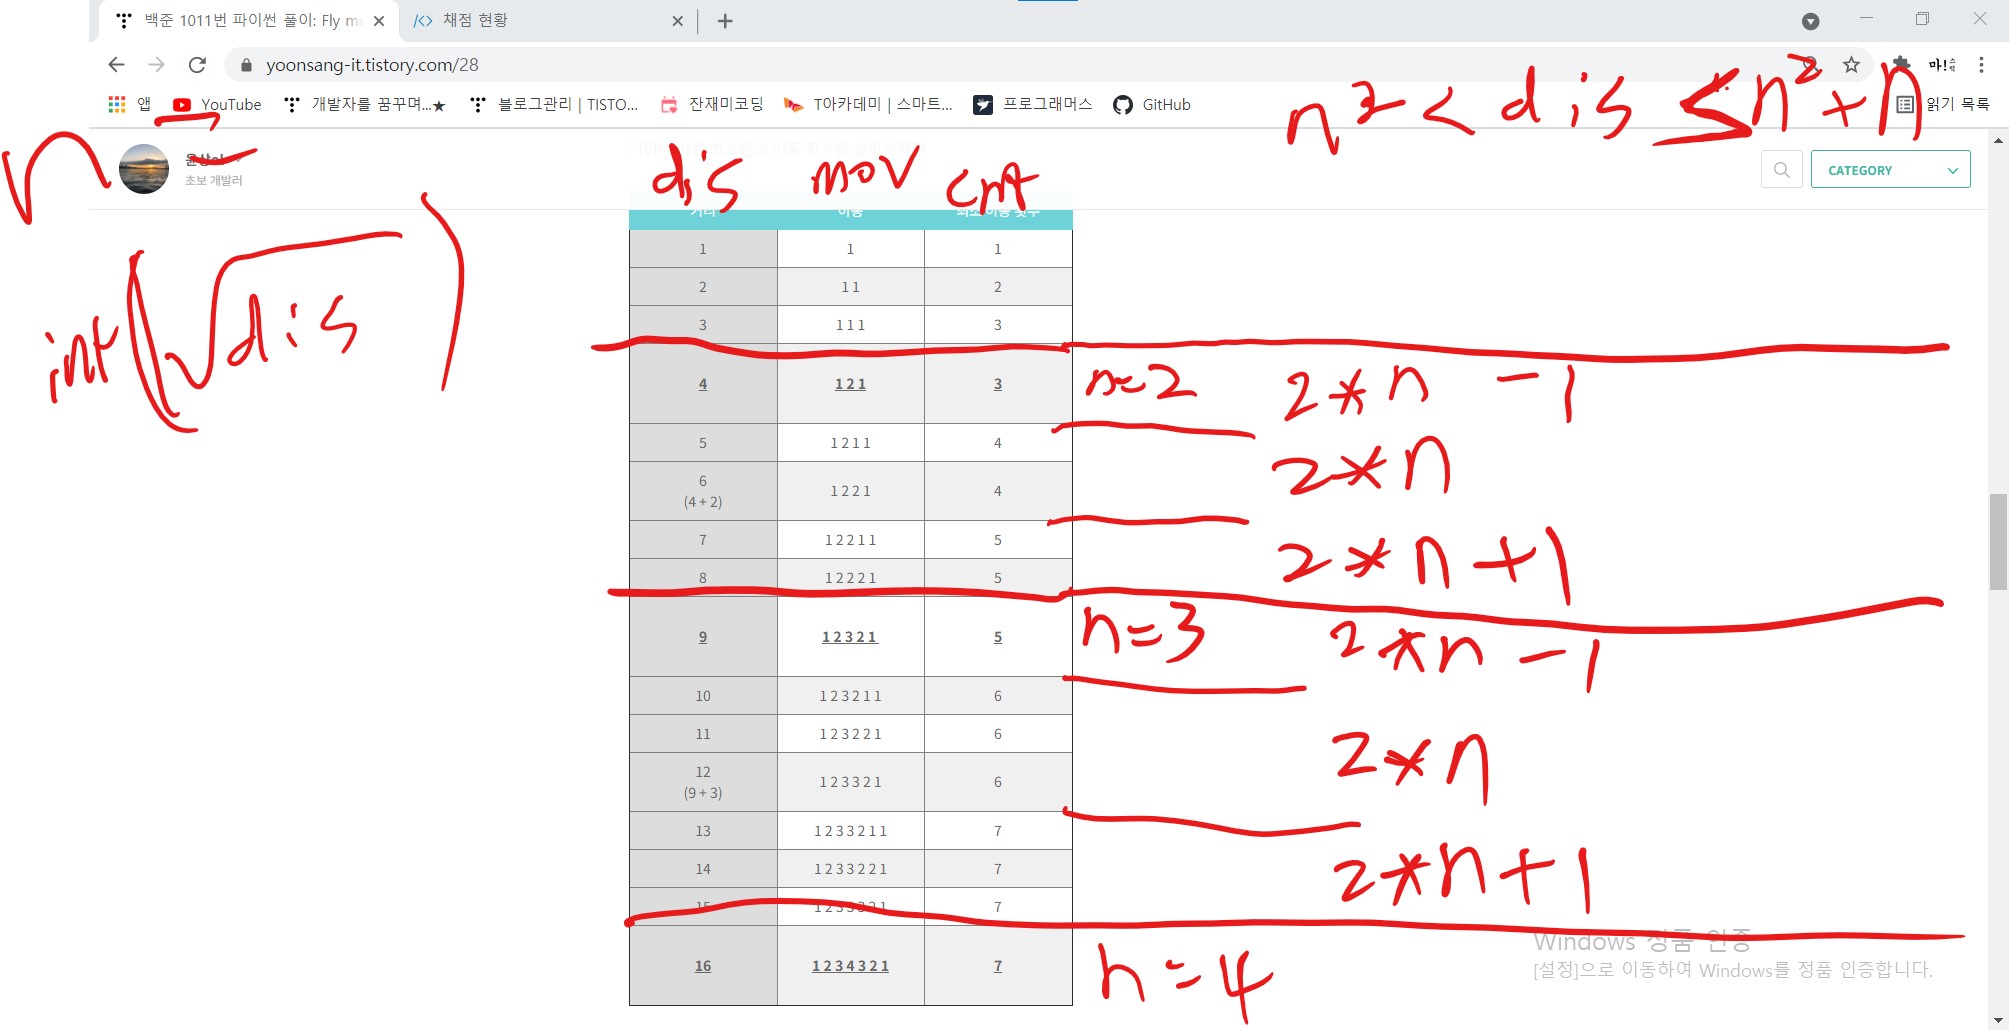 백준 1011번 파이썬 풀이: Fly me
채점 현황
yoonsang-it.tistory.com/28
앱
YouTube
개발자를 꿈꾸며...★
블로그관리 | TISTO...
잔재미코딩
T아카데미 | 스마트...
프로그래머스
GitHub
읽기 목록
n² < dis ≤ n² + n
초보 개발러
CATEGORY
n
int(√dis)
dis mov cnt
거리 이동 최소 이동 횟수
1 1 1
2 1 1 2
3 1 1 1 3
4 1 2 1 3 n=2 2*n - 1
5 1 2 1 1 4 2*n
6 1 2 2 1 4
(4 + 2)
7 1 2 2 1 1 5 2*n+1
8 1 2 2 2 1 5
9 1 2 3 2 1 5 n=3 2*n-1
10 1 2 3 2 1 1 6
11 1 2 3 2 2 1 6 2*n
12 1 2 3 3 2 1 6
(9 + 3)
13 1 2 3 3 2 1 1 7
14 1 2 3 3 2 2 1 7 2*n+1
15 1 2 3 3 3 2 1 7
16 1 2 3 4 3 2 1 7 n=4
Windows 정품 인증
[설정]으로 이동하여 Windows를 정품 인증합니다.